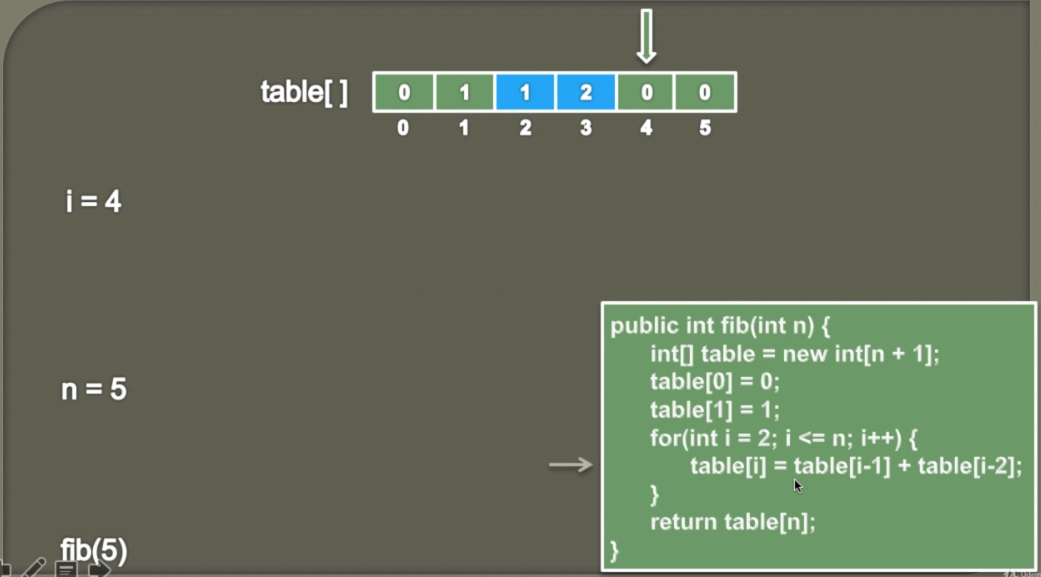 table[ ] 0 1 1 2 0 0
0 1 2 3 4 5
i = 4
n = 5
fib(5)
public int fib(int n) {
int[] table = new int[n + 1];
table[0] = 0;
table[1] = 1;
for(int i = 2; i <= n; i++) {
table[i] = table[i-1] + table[i-2];
}
return table[n];
}